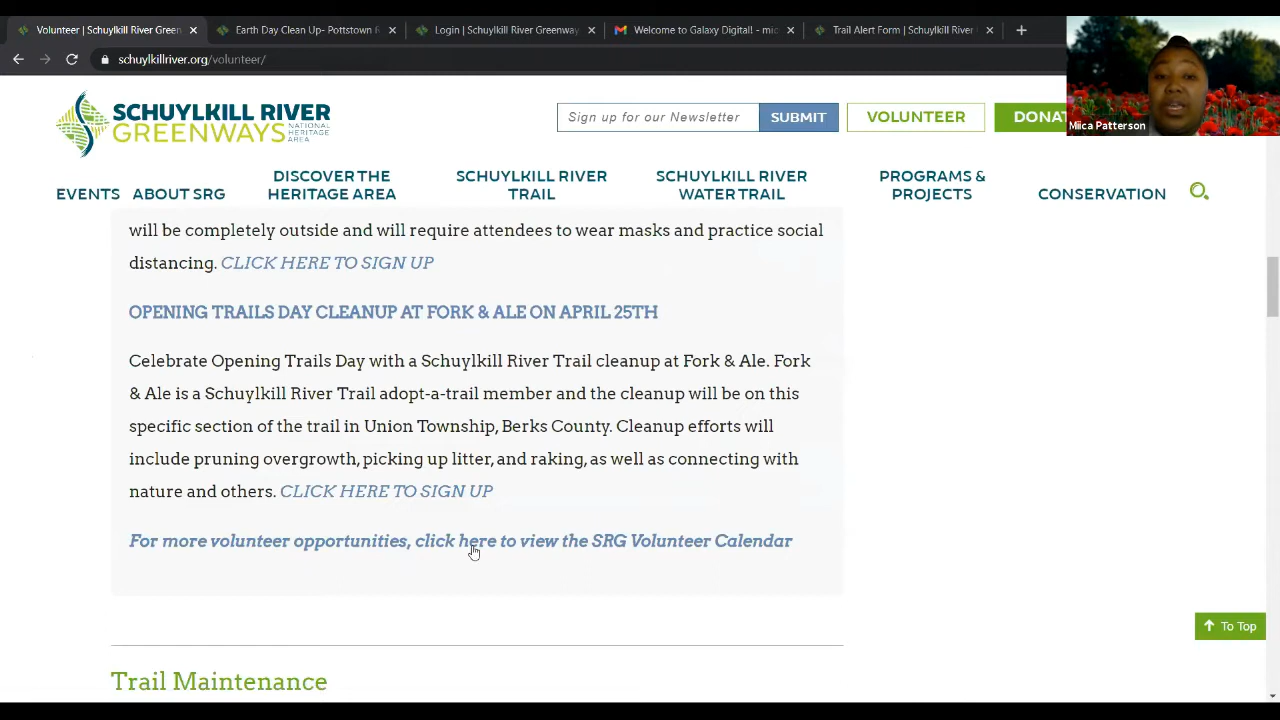 Volunteer | Schuylkill River Green
Earth Day Clean Up- Pottstown R
Login | Schuylkill River Greenway
Welcome to Galaxy Digital! - mic
Trail Alert Form | Schuylkill River
schuylkillriver.org/volunteer/
Miica Patterson
SCHUYLKILL RIVER
GREENWAYS
NATIONAL
HERITAGE
AREA
Sign up for our Newsletter
SUBMIT
VOLUNTEER
DONA
EVENTS
ABOUT SRG
DISCOVER THE
HERITAGE AREA
SCHUYLKILL RIVER
TRAIL
SCHUYLKILL RIVER
WATER TRAIL
PROGRAMS &
PROJECTS
CONSERVATION
will be completely outside and will require attendees to wear masks and practice social
distancing. CLICK HERE TO SIGN UP
OPENING TRAILS DAY CLEANUP AT FORK & ALE ON APRIL 25TH
Celebrate Opening Trails Day with a Schuylkill River Trail cleanup at Fork & Ale. Fork
& Ale is a Schuylkill River Trail adopt-a-trail member and the cleanup will be on this
specific section of the trail in Union Township, Berks County. Cleanup efforts will
include pruning overgrowth, picking up litter, and raking, as well as connecting with
nature and others. CLICK HERE TO SIGN UP
For more volunteer opportunities, click here to view the SRG Volunteer Calendar
To Top
Trail Maintenance